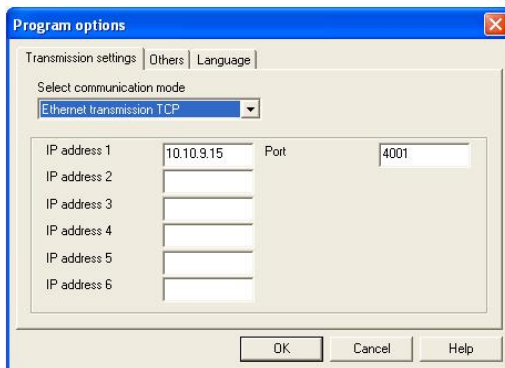 Program options
Transmission settings Others Language
Select communication mode
Ethernet transmission TCP
IP address 1 10.10.9.15 Port 4001
IP address 2
IP address 3
IP address 4
IP address 5
IP address 6
OK Cancel Help